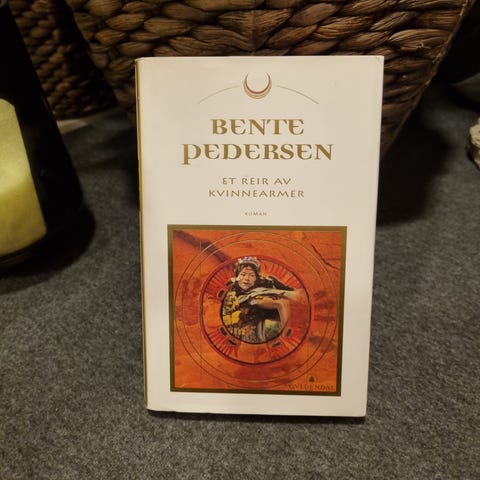 BENTE
PEDERSEN
ET REIR AV
KVINNEARMER
ROMAN
GYLDENDAL